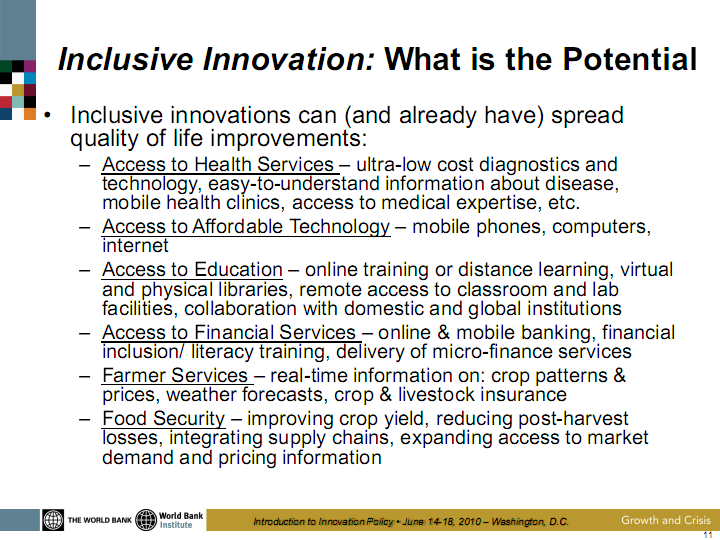 Inclusive Innovation: What is the Potential
• Inclusive innovations can (and already have) spread
quality of life improvements:
– Access to Health Services – ultra-low cost diagnostics and
technology, easy-to-understand information about disease,
mobile health clinics, access to medical expertise, etc.
– Access to Affordable Technology – mobile phones, computers,
internet
– Access to Education – online training or distance learning, virtual
and physical libraries, remote access to classroom and lab
facilities, collaboration with domestic and global institutions
– Access to Financial Services – online & mobile banking, financial
inclusion/ literacy training, delivery of micro-finance services
– Farmer Services – real-time information on: crop patterns &
prices, weather forecasts, crop & livestock insurance
– Food Security – improving crop yield, reducing post-harvest
losses, integrating supply chains, expanding access to market
demand and pricing information
THE WORLD BANK
World Bank
Institute
Introduction to Innovation Policy • June 14-18, 2010 – Washington, D.C.
Growth and Crisis
11